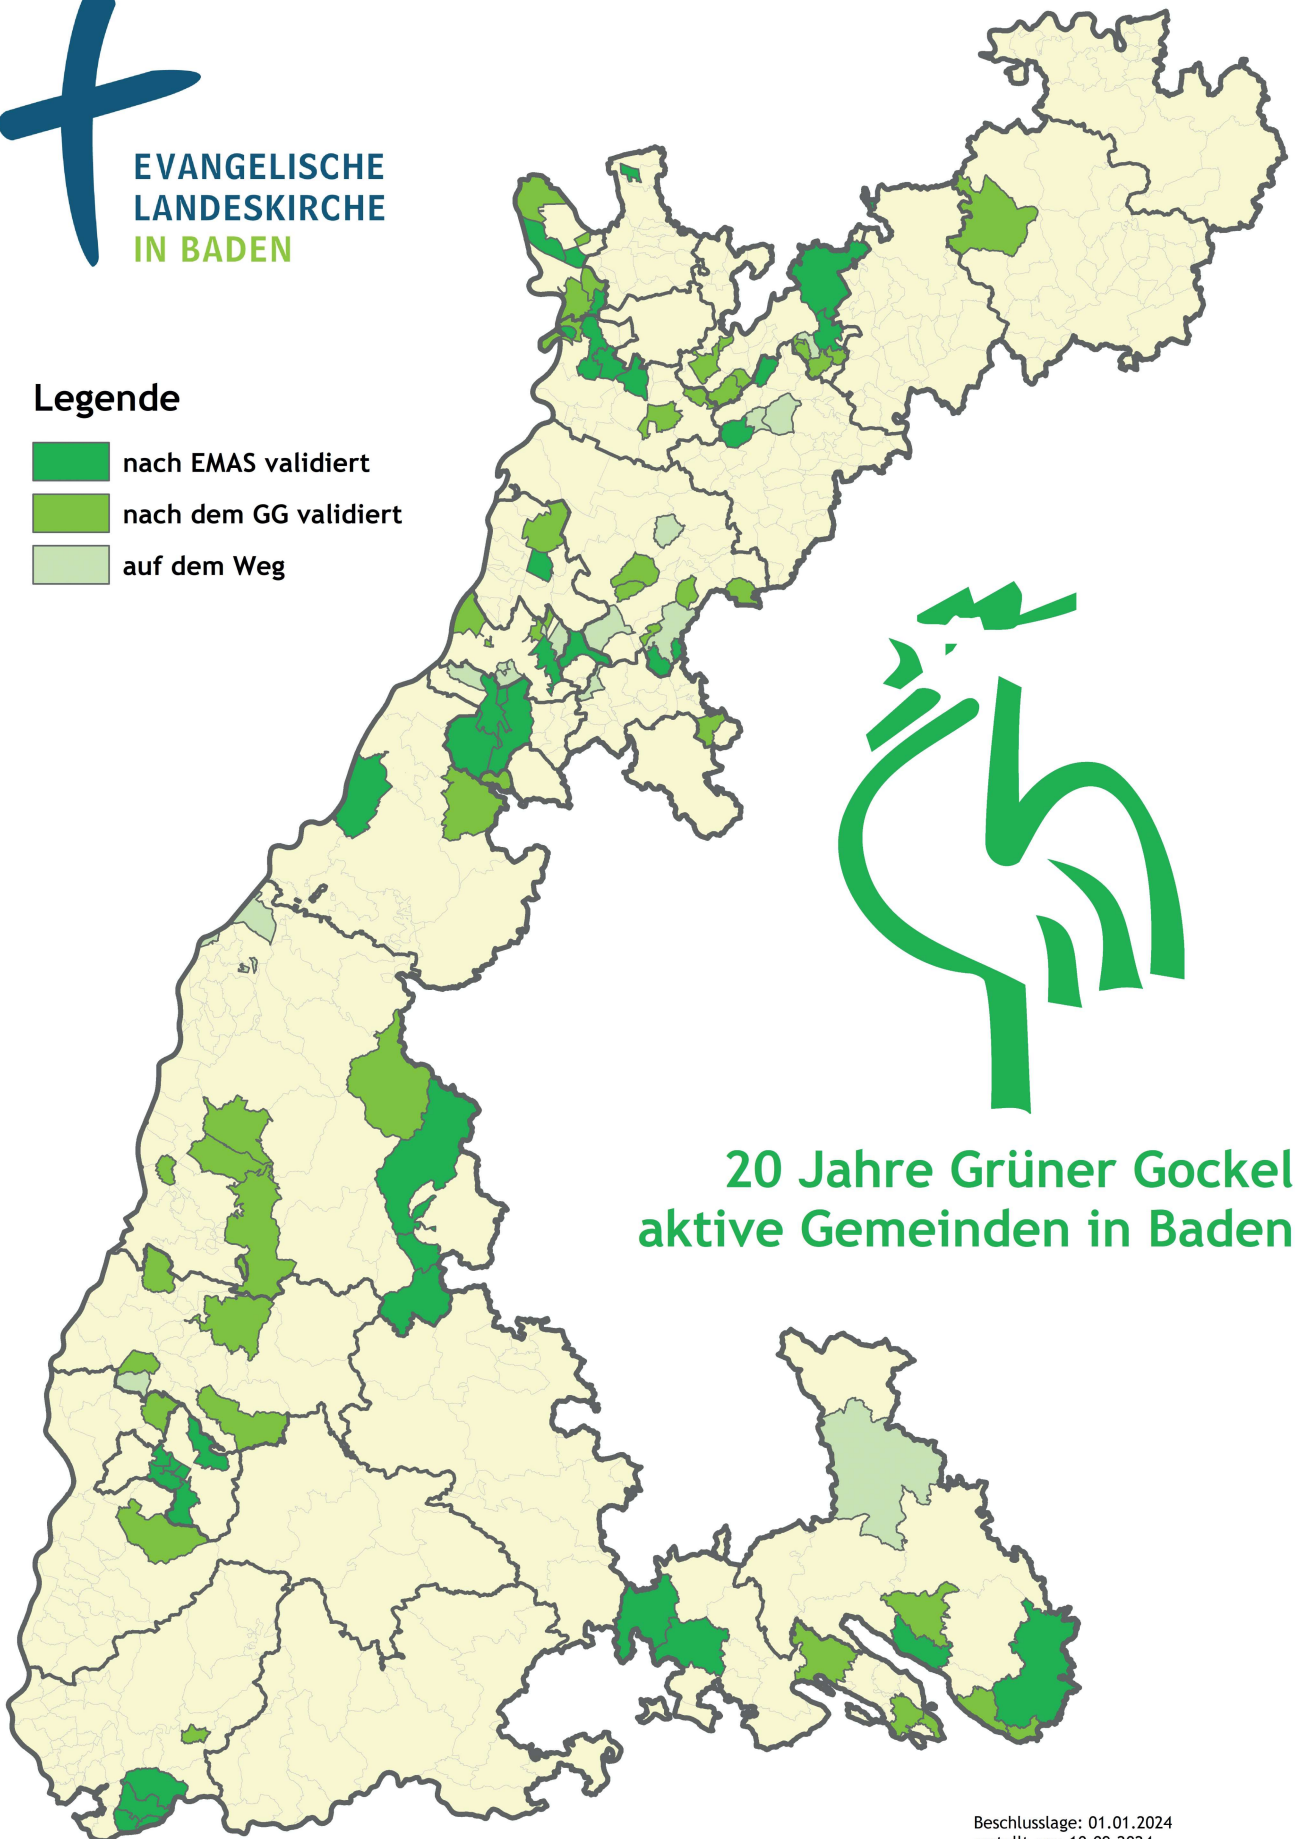 EVANGELISCHE
LANDESKIRCHE
IN BADEN
Legende
nach EMAS validiert
nach dem GG validiert
auf dem Weg
20 Jahre Grüner Gockel
aktive Gemeinden in Baden
Beschlusslage: 01.01.2024